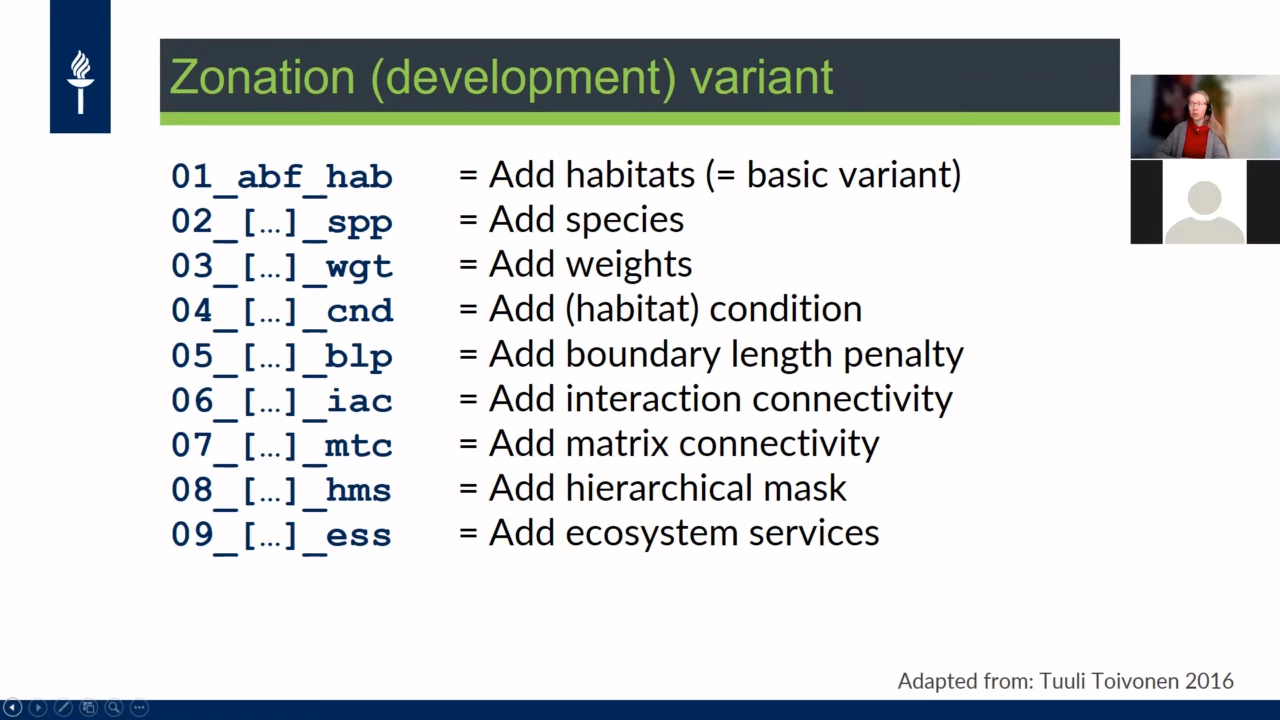 Zonation (development) variant
01_abf_hab = Add habitats (= basic variant)
02_[…]_spp = Add species
03_[…]_wgt = Add weights
04_[…]_cnd = Add (habitat) condition
05_[…]_blp = Add boundary length penalty
06_[…]_iac = Add interaction connectivity
07_[…]_mtc = Add matrix connectivity
08_[…]_hms = Add hierarchical mask
09_[…]_ess = Add ecosystem services
Adapted from: Tuuli Toivonen 2016